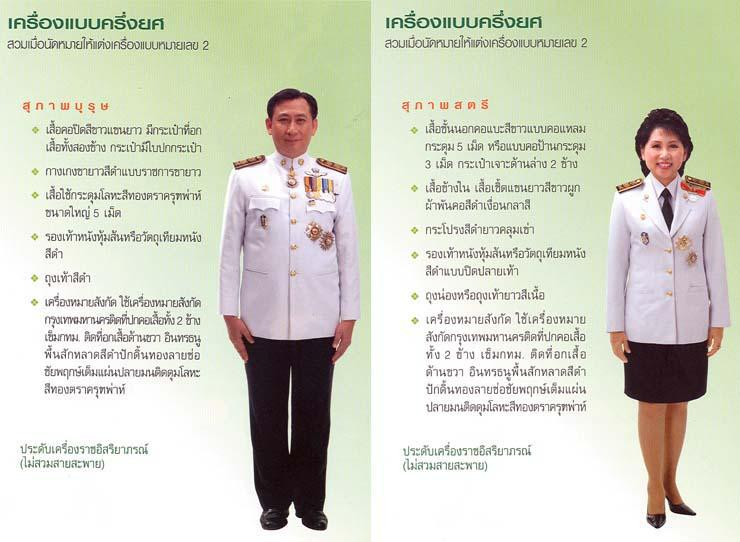 เครื่องแบบครึ่งยศ
สวมเมื่อนัดหมายให้แต่งเครื่องแบบหมายเลข 2
สุภาพบุรุษ
เสื้อคอปิดสีขาวแขนยาว มีกระเป๋าที่อก
เสื้อทั้งสองข้าง กระเป๋ามีใบปกกระเป๋า
กางเกงขายาวสีดำแบบราชการขายาว
เสื้อใช้กระดุมโลหะสีทองตราครุฑพ่าห์
ขนาดใหญ่ 5 เม็ด
รองเท้าหนังหุ้มส้นหรือวัตถุเทียมหนัง
สีดำ
ถุงเท้าสีดำ
เครื่องหมายสังกัด ใช้เครื่องหมายสังกัด
กรุงเทพมหานครติดที่ปกคอเสื้อทั้ง 2 ข้าง
เข็มกทม. ติดที่อกเสื้อด้านขวา อินทรธนู
พื้นสักหลาดสีดำปักดิ้นทองลายช่อ
ชัยพฤกษ์เต็มแผ่นปลายมนติดดุมโลหะ
สีทองตราครุฑพ่าห์
ประดับเครื่องราชอิสริยาภรณ์
(ไม่สวมสายสะพาย)
เครื่องแบบครึ่งยศ
สวมเมื่อนัดหมายให้แต่งเครื่องแบบหมายเลข 2
สุภาพสตรี
เสื้อชั้นนอกคอแบะสีขาวแบบคอแหลม
กระดุม 5 เม็ด หรือแบบคอป้านกระดุม
3 เม็ด กระเป๋าเจาะด้านล่าง 2 ข้าง
เสื้อข้างใน เสื้อเชิ้ตแขนยาวสีขาวผูก
ผ้าพันคอสีดำเงื่อนกลาสี
กระโปรงสีดำยาวคลุมเข่า
รองเท้าหนังหุ้มส้นหรือวัตถุเทียมหนัง
สีดำแบบปิดปลายเท้า
ถุงน่องหรือถุงเท้ายาวสีเนื้อ
เครื่องหมายสังกัด ใช้เครื่องหมาย
สังกัดกรุงเทพมหานครติดที่คอเสื้อ
ทั้ง 2 ข้าง เข็มกทม. ติดที่อกเสื้อ
ด้านขวา อินทรธนูพื้นสักหลาดสีดำ
ปักดิ้นทองลายช่อชัยพฤกษ์เต็มแผ่น
ปลายมนติดดุมโลหะสีทองตราครุฑพ่าห์
ประดับเครื่องราชอิสริยาภรณ์
(ไม่สวมสายสะพาย)